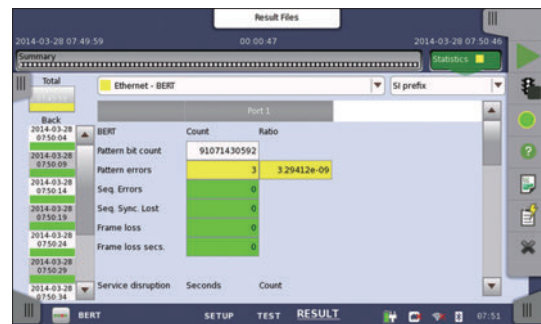 Result Files
2014-03-28 07:49:59 00:00:47 2014-03-28 07:50:46
Summary Statistics
Total Ethernet - BERT SI prefix
Back
Port 1
2014-03-28 07:50:04
2014-03-28 07:50:09
2014-03-28 07:50:14
2014-03-28 07:50:19
2014-03-28 07:50:24
2014-03-28 07:50:29
2014-03-28 07:50:34
BERT Count Ratio
Pattern bit count 91071430592
Pattern errors 3 3.29412e-09
Seq. Errors 0
Seq. Sync. Lost 0
Frame loss 0
Frame loss secs. 0
Service disruption Seconds Count
BERT SETUP TEST RESULT 07:51